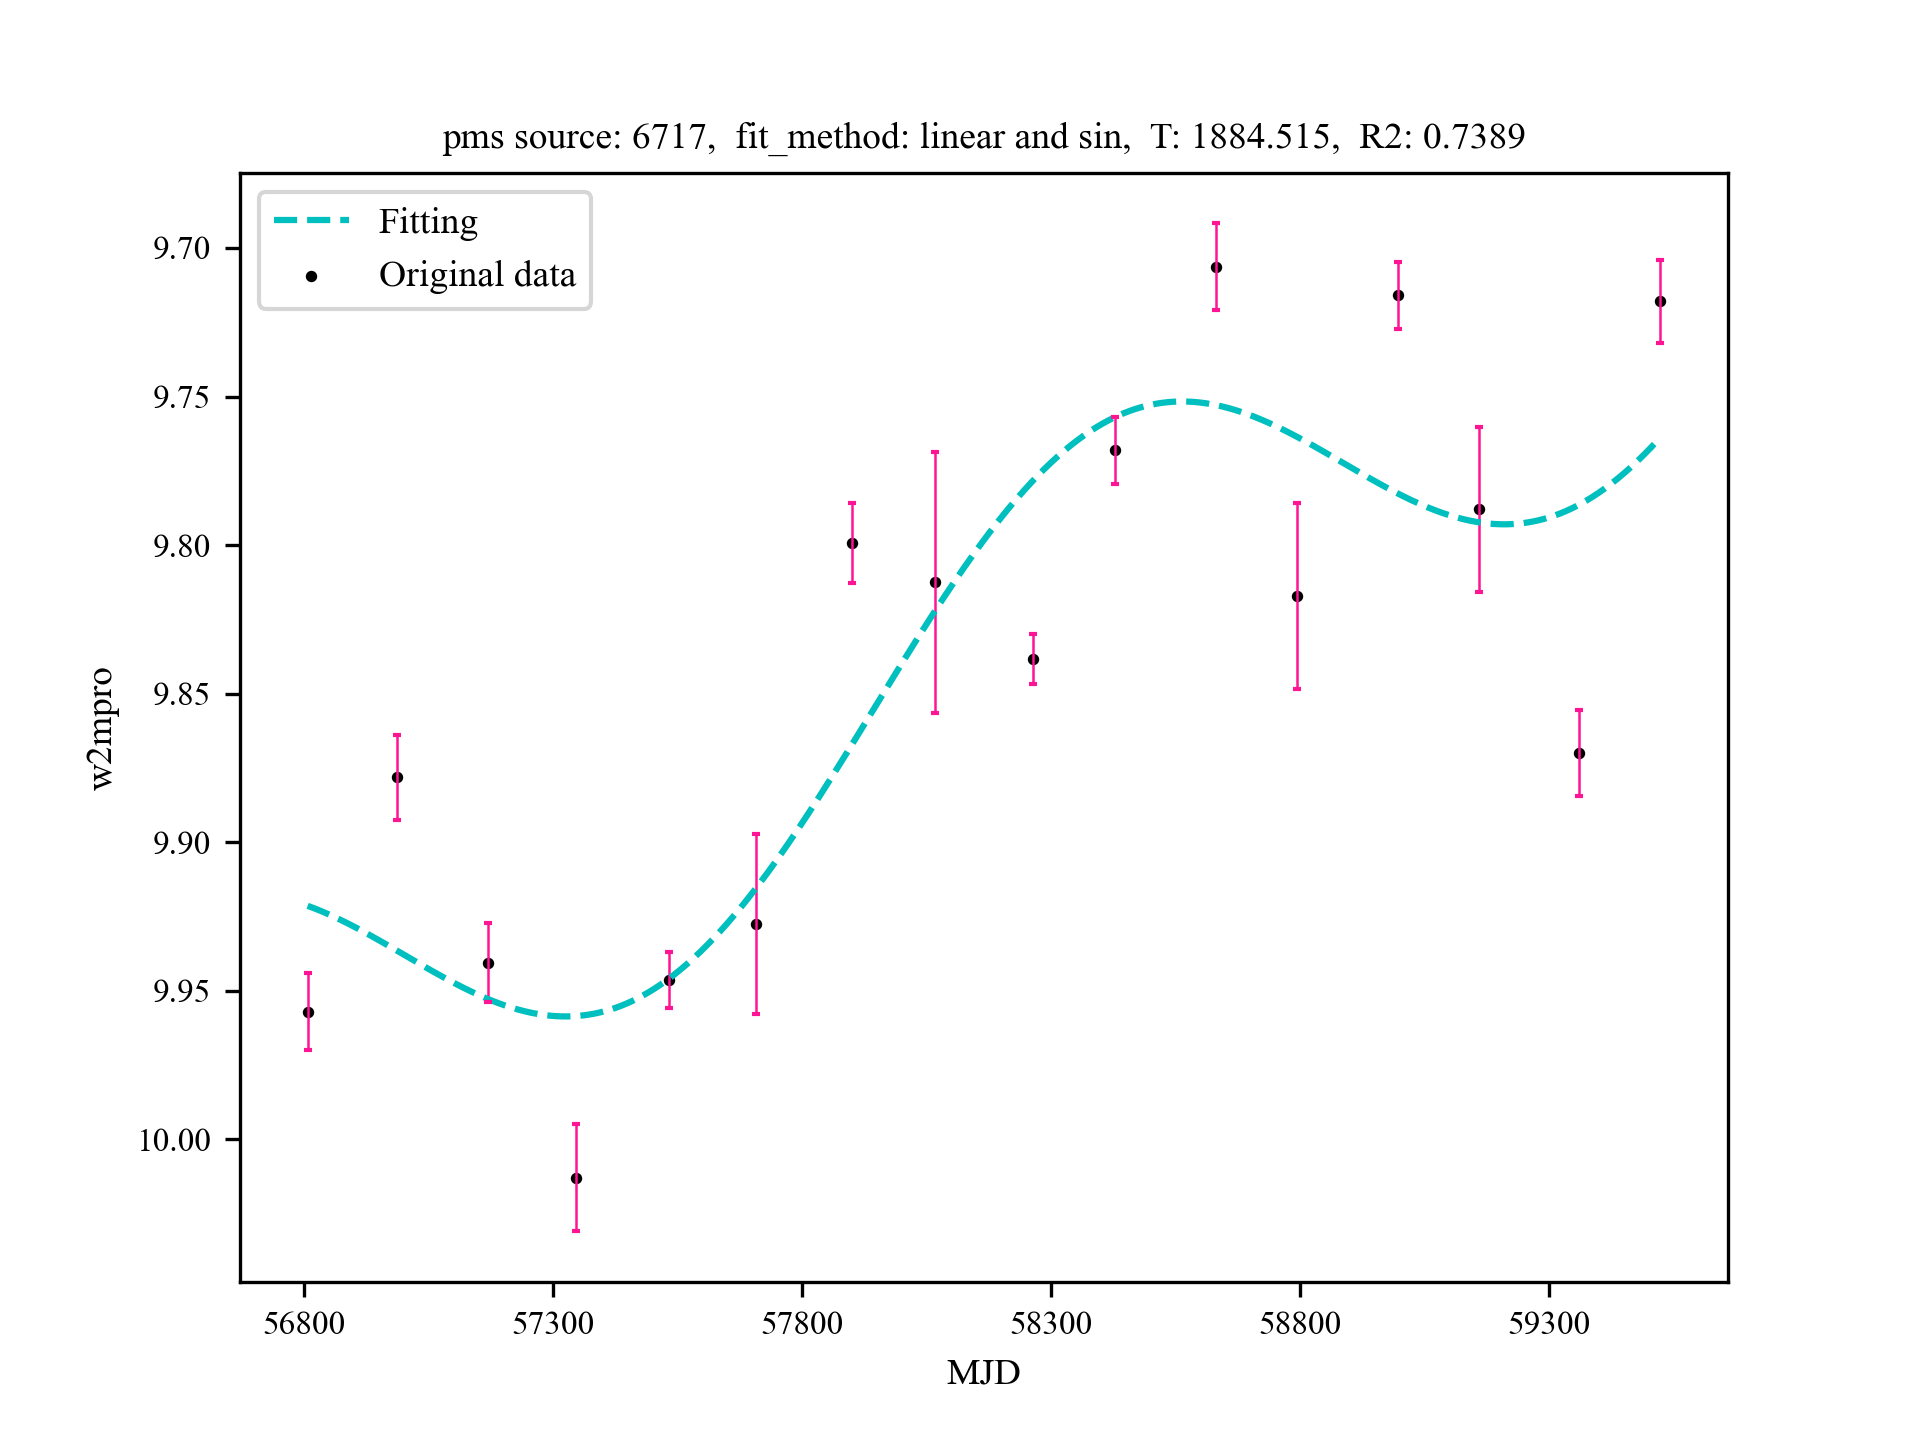 pms source: 6717, fit_method: linear and sin, T: 1884.515, R2: 0.7389
Fitting
Original data
9.70
9.75
9.80
9.85
9.90
9.95
10.00
w2mpro
56800 57300 57800 58300 58800 59300
MJD